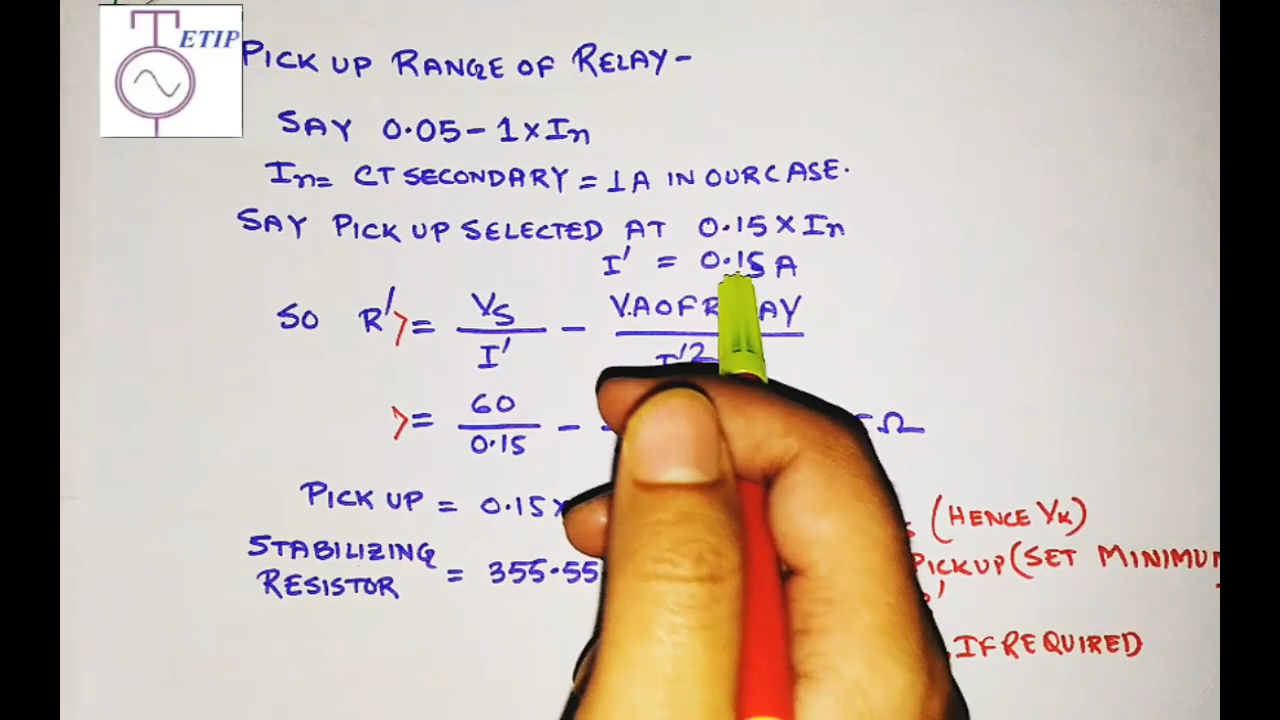 ETIP
PICK UP RANGE OF RELAY -
SAY 0.05 - 1 X In
In = CT SECONDARY = 1A IN OUR CASE.
SAY PICK UP SELECTED AT 0.15 X In
I' = 0.15 A
SO R' >= VS / I' - V.A OF R AY / I'2
>= 60 / 0.15 - Ω
PICK UP = 0.15 X
(HENCE VK)
STABILIZING
RESISTOR = 355.55
PICKUP (SET MINIMU
IF REQUIRED